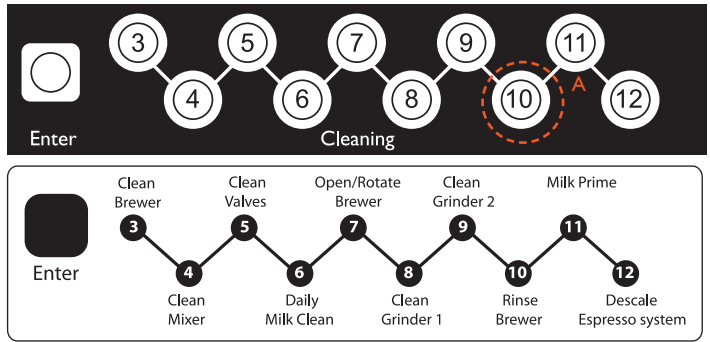 3 5 7 9 11
A
4 6 8 10 12
Enter Cleaning
Clean Clean Open/Rotate Clean Milk Prime
Brewer Valves Brewer Grinder 2
3 5 7 9 11
4 6 8 10 12
Enter
Clean Daily Clean Rinse Descale
Mixer Milk Clean Grinder 1 Brewer Espresso system